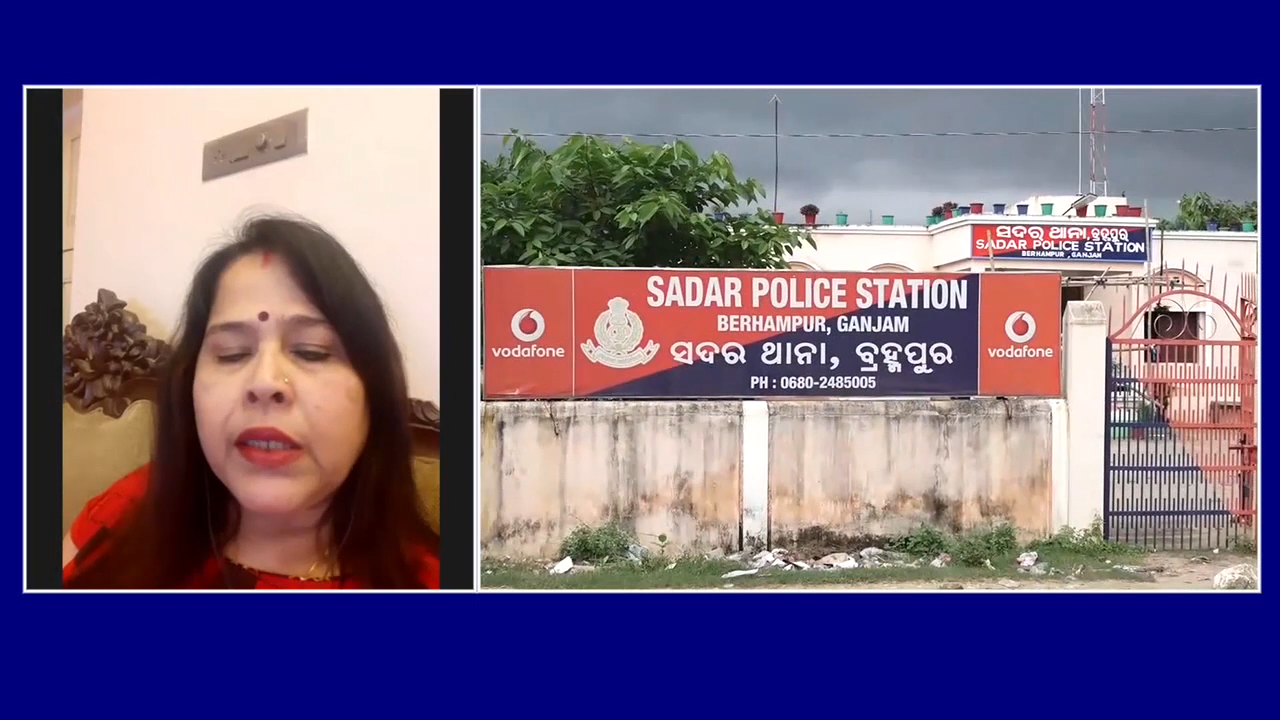 SADAR POLICE STATION
BERHAMPUR, GANJAM
ସଦର ଥାନା, ବ୍ରହ୍ମପୁର
PH : 0680-2485005
vodafone
vodafone
ସଦର ଥାନା,ବ୍ରହ୍ମପୁର
SADAR POLICE STATION
BERHAMPUR, GANJAM